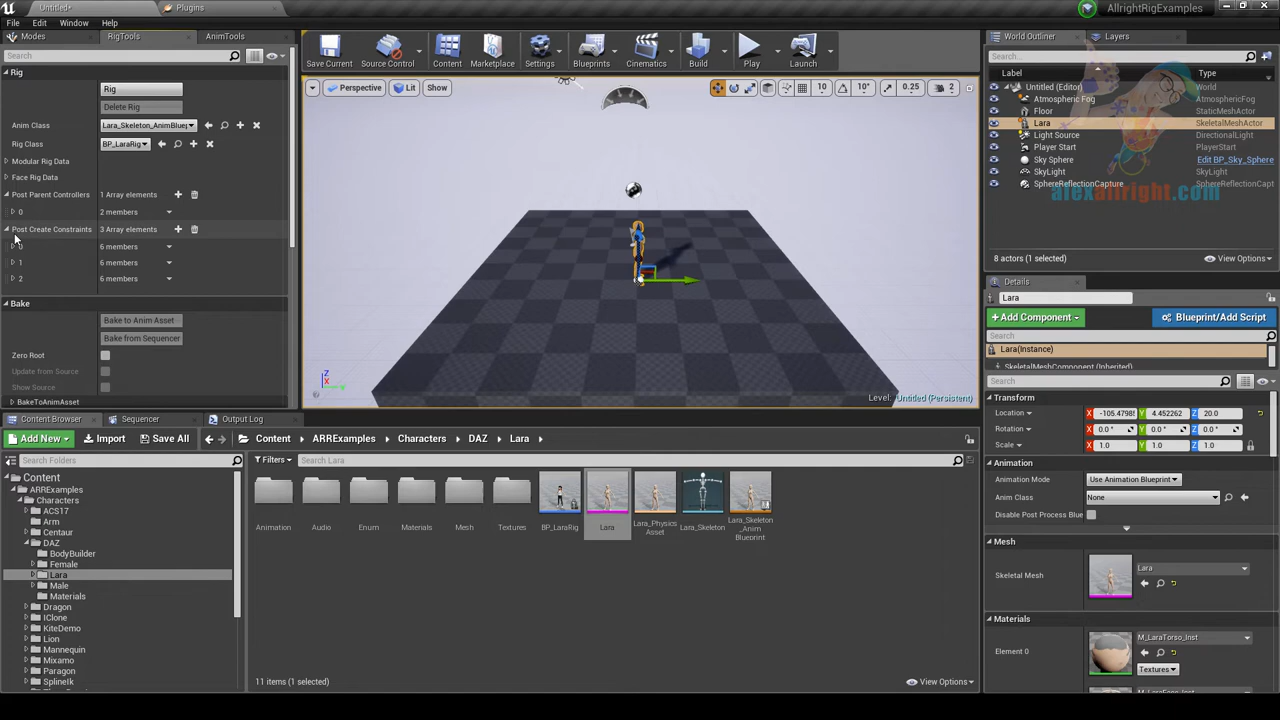 Untitled*
Plugins
AllrightRigExamples
File Edit Window Help
Modes
RigTools
AnimTools
Search
Rig
Rig
Delete Rig
Anim Class
Lara_Skeleton_AnimBluep
Rig Class
BP_LaraRig
Modular Rig Data
Face Rig Data
Post Parent Controllers
1 Array elements
0
2 members
Post Create Constraints
3 Array elements
0
6 members
1
6 members
2
6 members
Bake
Bake to Anim Asset
Bake from Sequencer
Zero Root
Update from Source
Show Source
BakeToAnimAsset
Save Current
Source Control
Content
Marketplace
Settings
Blueprints
Cinematics
Build
Play
Launch
Perspective
Lit
Show
10
10°
0.25
2
Level: Untitled (Persistent)
World Outliner
Layers
Search...
Label
Type
Untitled (Editor)
World
Atmospheric Fog
AtmosphericFog
Floor
StaticMeshActor
Lara
SkeletalMeshActor
Light Source
DirectionalLight
Player Start
PlayerStart
Sky Sphere
Edit BP_Sky_Sphere
SkyLight
SkyLight
SphereReflectionCapture
SphereReflectionCapt
alexallright.com
8 actors (1 selected)
View Options
Details
Lara
+Add Component
Blueprint/Add Script
Search
Lara(Instance)
SkeletalMeshComponent (Inherited)
Search
Transform
Location
X -105.4798
Y 4.452262
Z 20.0
Rotation
X 0.0°
Y 0.0°
Z 0.0°
Scale
X 1.0
Y 1.0
Z 1.0
Animation
Animation Mode
Use Animation Blueprint
Anim Class
None
Disable Post Process Blue
Mesh
Skeletal Mesh
Lara
Materials
Element 0
M_LaraTorso_Inst
Textures
Content Browser
Sequencer
Output Log
Add New
Import
Save All
Content
ARRExamples
Characters
DAZ
Lara
Search Folders
Filters
Search Lara
Content
ARRExamples
Characters
ACS17
Arm
Centaur
DAZ
BodyBuilder
Female
Lara
Male
Materials
Dragon
IClone
KiteDemo
Lion
Mannequin
Mixamo
Paragon
SplineIk
Animation
Audio
Enum
Materials
Mesh
Textures
BP_LaraRig
Lara
Lara_Physics
Asset
Lara_Skeleton
Lara_Skeleton
_Anim
Blueprint
11 items (1 selected)
View Options